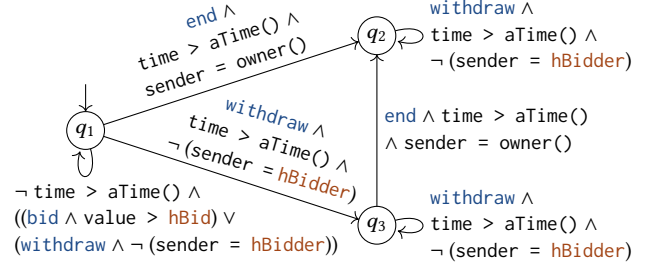 end ∧
time > aTime() ∧
sender = owner()
q2
withdraw ∧
time > aTime() ∧
¬ (sender = hBidder)
q1
withdraw ∧
time > aTime() ∧
¬ (sender = hBidder)
end ∧ time > aTime()
∧ sender = owner()
¬ time > aTime() ∧
((bid ∧ value > hBid) ∨
(withdraw ∧ ¬ (sender = hBidder))
q3
withdraw ∧
time > aTime() ∧
¬ (sender = hBidder)